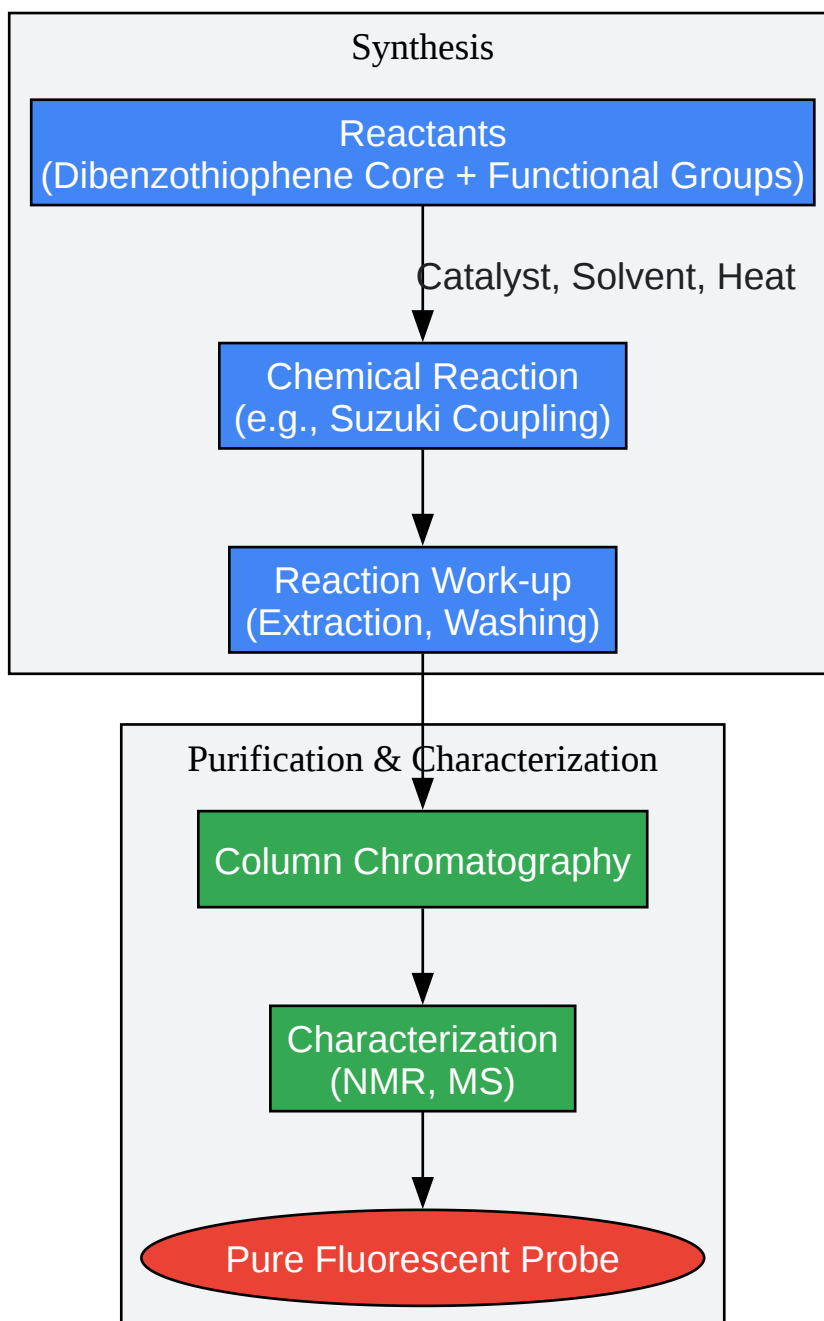 Synthesis
Reactants
(Dibenzothiophene Core + Functional Groups)
Catalyst, Solvent, Heat
Chemical Reaction
(e.g., Suzuki Coupling)
Reaction Work-up
(Extraction, Washing)
Purification & Characterization
Column Chromatography
Characterization
(NMR, MS)
Pure Fluorescent Probe